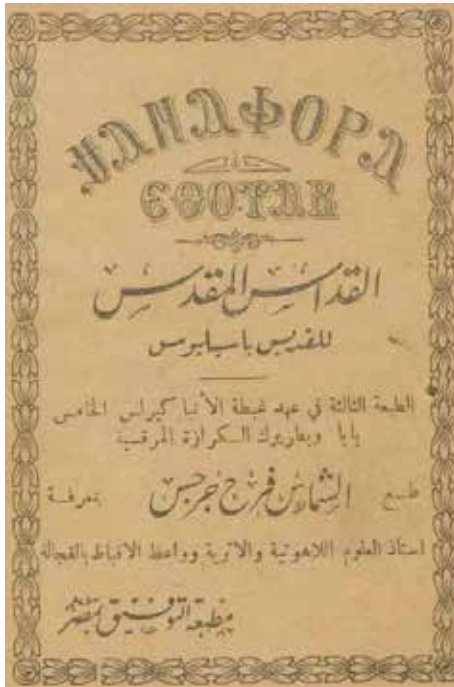 ϮⲀⲚⲀⲪⲞⲢⲀ
ⲈⲐⲞⲨⲀⲂ
القداس المقدس
للقديس باسيليوس
الطبعة الثالثة في عهد غبطة الأنبا كيرلس الخامس
بابا وبطريرك الكرازة المرقسية
طبع الشماس فرج جرجس بمعرفة
استاذ العلوم اللاهوتية والاثرية وواعظ الاقباط بالفجالة
مطبعة التوفيق بمصر